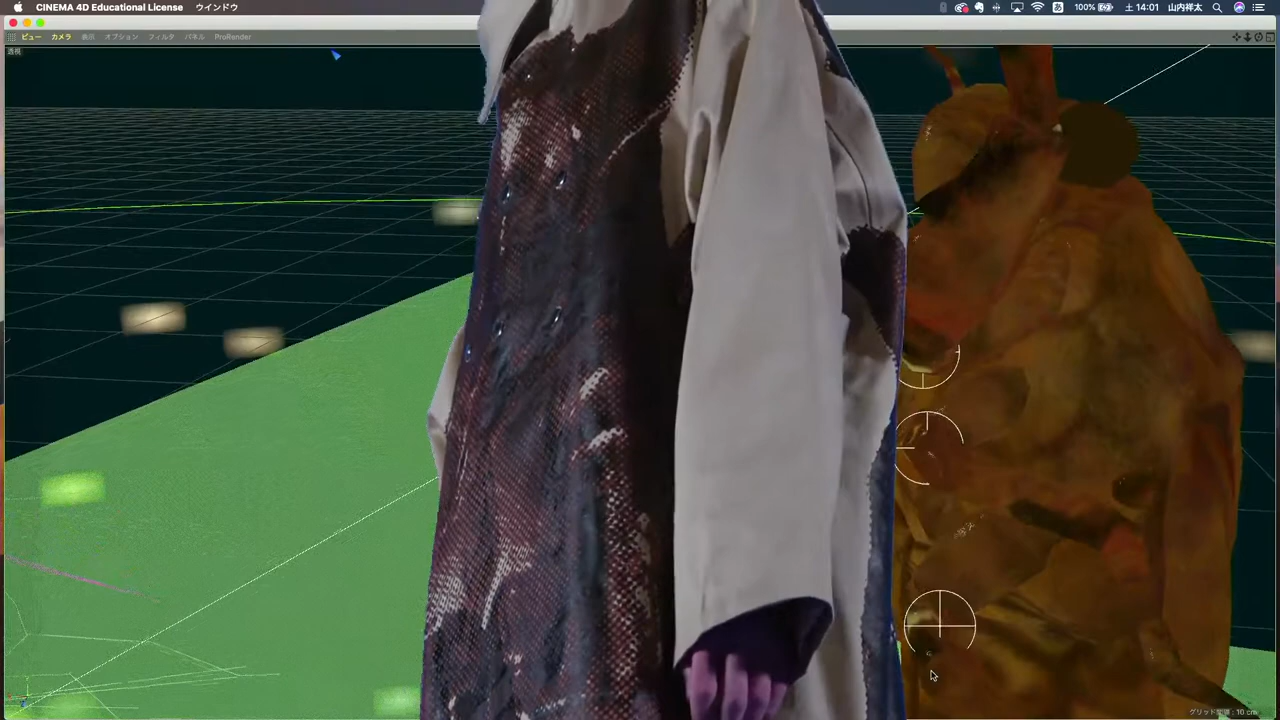 CINEMA 4D Educational License ウインドウ
100% 土 14:01 山内祥太
ビュー カメラ 表示 オプション フィルタ パネル ProRender
透視
グリッド間隔 : 10 cm